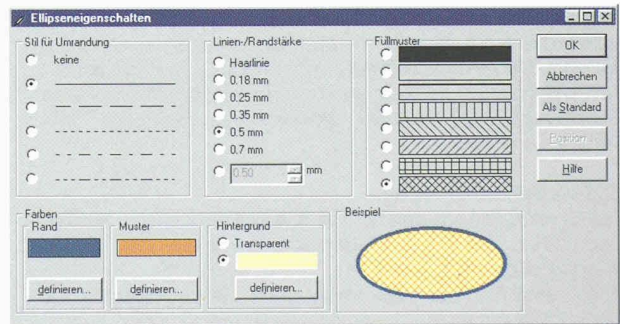 Ellipseneigenschaften
Stil für Umrandung
keine
Linien-/Randstärke
Haarlinie
0.18 mm
0.25 mm
0.35 mm
0.5 mm
0.7 mm
0.50 mm
Füllmuster
OK
Abbrechen
Als Standard
Position...
Hilfe
Farben
Rand
definieren...
Muster
definieren...
Hintergrund
Transparent
definieren...
Beispiel